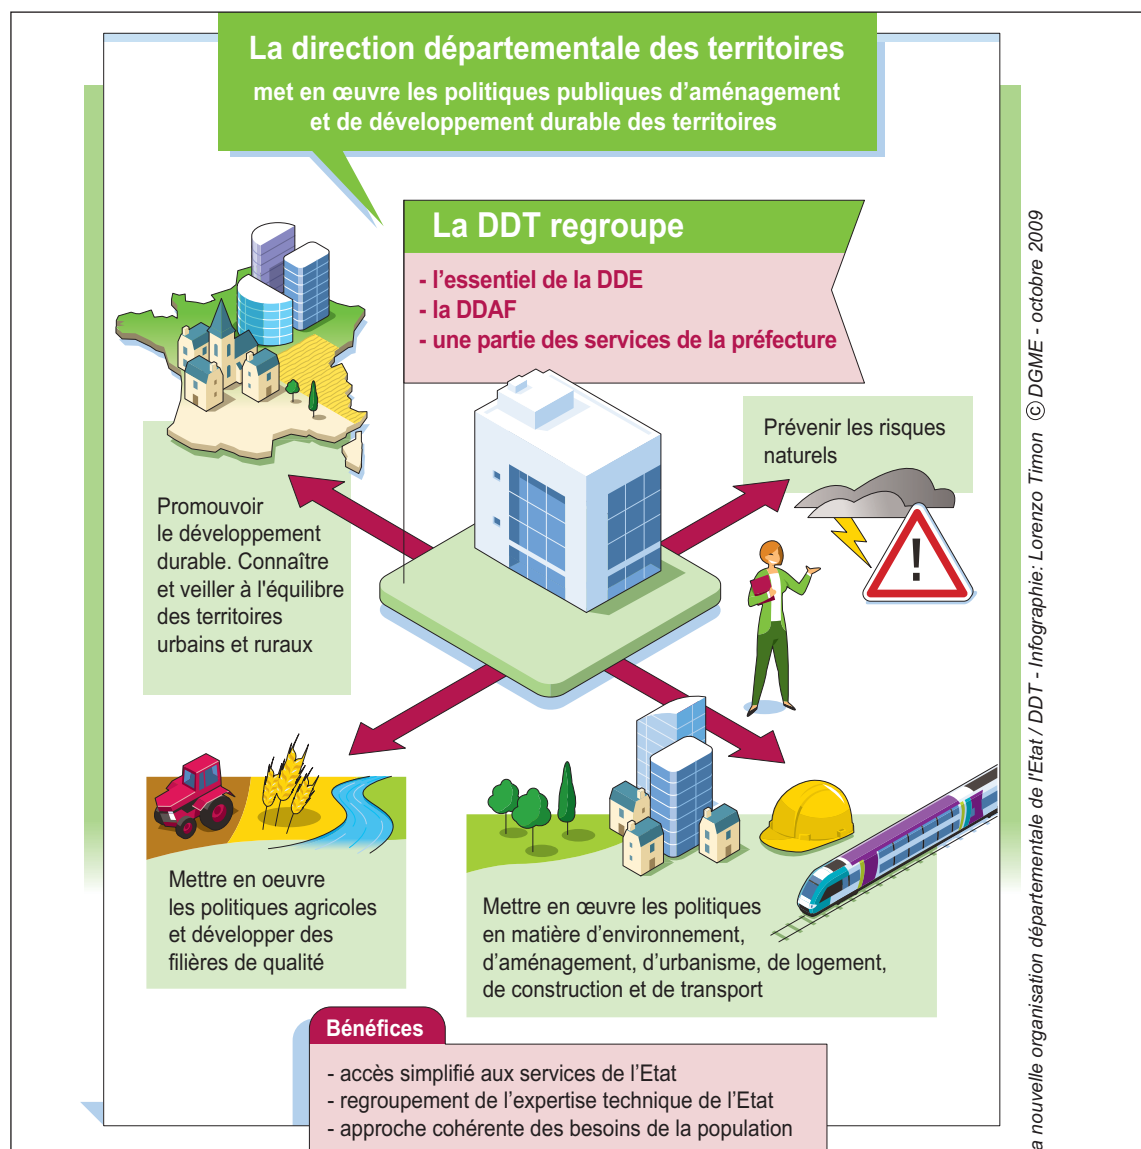 La direction départementale des territoires
met en œuvre les politiques publiques d’aménagement
et de développement durable des territoires
La DDT regroupe
- l’essentiel de la DDE
- la DDAF
- une partie des services de la préfecture
Prévenir les risques
naturels
Promouvoir
le développement
durable. Connaître
et veiller à l'équilibre
des territoires
urbains et ruraux
!
Mettre en oeuvre
les politiques agricoles
et développer des
filières de qualité
Mettre en œuvre les politiques
en matière d’environnement,
d’aménagement, d’urbanisme, de logement,
de construction et de transport
Bénéfices
- accès simplifié aux services de l’Etat
- regroupement de l’expertise technique de l’Etat
- approche cohérente des besoins de la population
a nouvelle organisation départementale de l'Etat / DDT - Infographie: Lorenzo Timon © DGME - octobre 2009